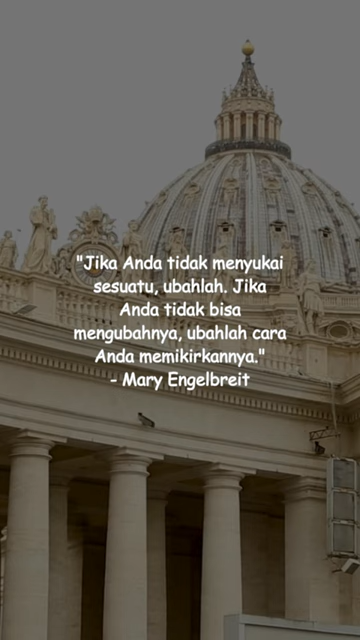 "Jika Anda tidak menyukai
sesuatu, ubahlah. Jika
Anda tidak bisa
mengubahnya, ubahlah cara
Anda memikirkannya."
- Mary Engelbreit